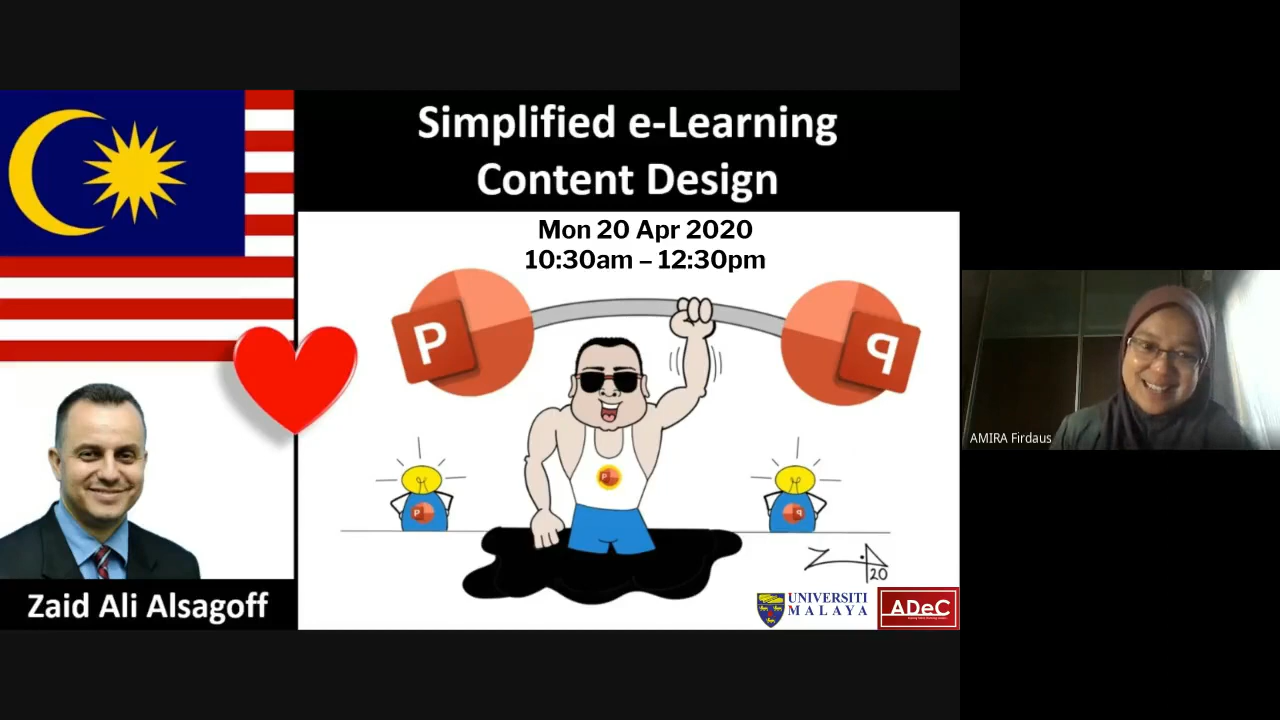 Simplified e-Learning
Content Design
Mon 20 Apr 2020
10:30am – 12:30pm
P
P
P
P
P
20
Zaid Ali Alsagoff
UNIVERSITI
MALAYA
ADeC
AMIRA Firdaus